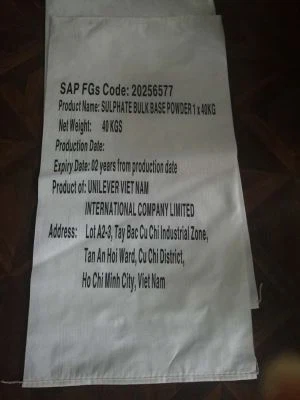 SAP FGs Code: 20256577
Product Name: SULPHATE BULK BASE POWDER 1 x 40KG
Net Weight: 40 KGS
Production Date:
Expiry Date: 02 years from production date
Product of: UNILEVER VIET NAM
INTERNATIONAL COMPANY LIMITED
Address: Lot A2-3, Tay Bac Cu Chi Industrial Zone,
Tan An Hoi Ward, Cu Chi District,
Ho Chi Minh City, Viet Nam